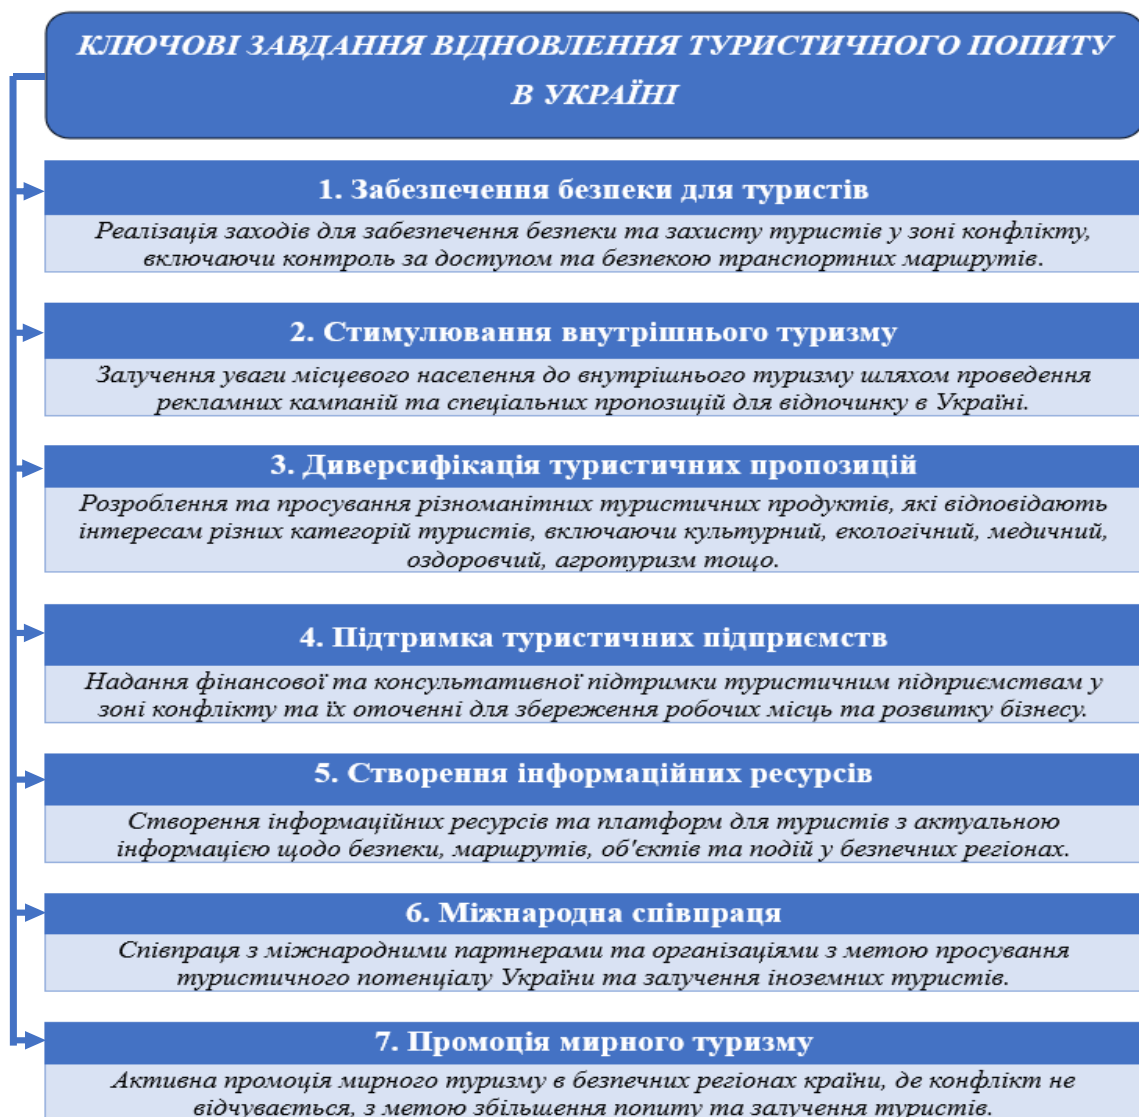 КЛЮЧОВІ ЗАВДАННЯ ВІДНОВЛЕННЯ ТУРИСТИЧНОГО ПОПИТУ
В УКРАЇНІ
1. Забезпечення безпеки для туристів
Реалізація заходів для забезпечення безпеки та захисту туристів у зоні конфлікту,
включаючи контроль за доступом та безпекою транспортних маршрутів.
2. Стимулювання внутрішнього туризму
Залучення уваги місцевого населення до внутрішнього туризму шляхом проведення
рекламних кампаній та спеціальних пропозицій для відпочинку в Україні.
3. Диверсифікація туристичних пропозицій
Розроблення та просування різноманітних туристичних продуктів, які відповідають
інтересам різних категорій туристів, включаючи культурний, екологічний, медичний,
оздоровчий, агротуризм тощо.
4. Підтримка туристичних підприємств
Надання фінансової та консультативної підтримки туристичним підприємствам у
зоні конфлікту та їх оточенні для збереження робочих місць та розвитку бізнесу.
5. Створення інформаційних ресурсів
Створення інформаційних ресурсів та платформ для туристів з актуальною
інформацією щодо безпеки, маршрутів, об'єктів та подій у безпечних регіонах.
6. Міжнародна співпраця
Співпраця з міжнародними партнерами та організаціями з метою просування
туристичного потенціалу України та залучення іноземних туристів.
7. Промоція мирного туризму
Активна промоція мирного туризму в безпечних регіонах країни, де конфлікт не
відчувається, з метою збільшення попиту та залучення туристів.